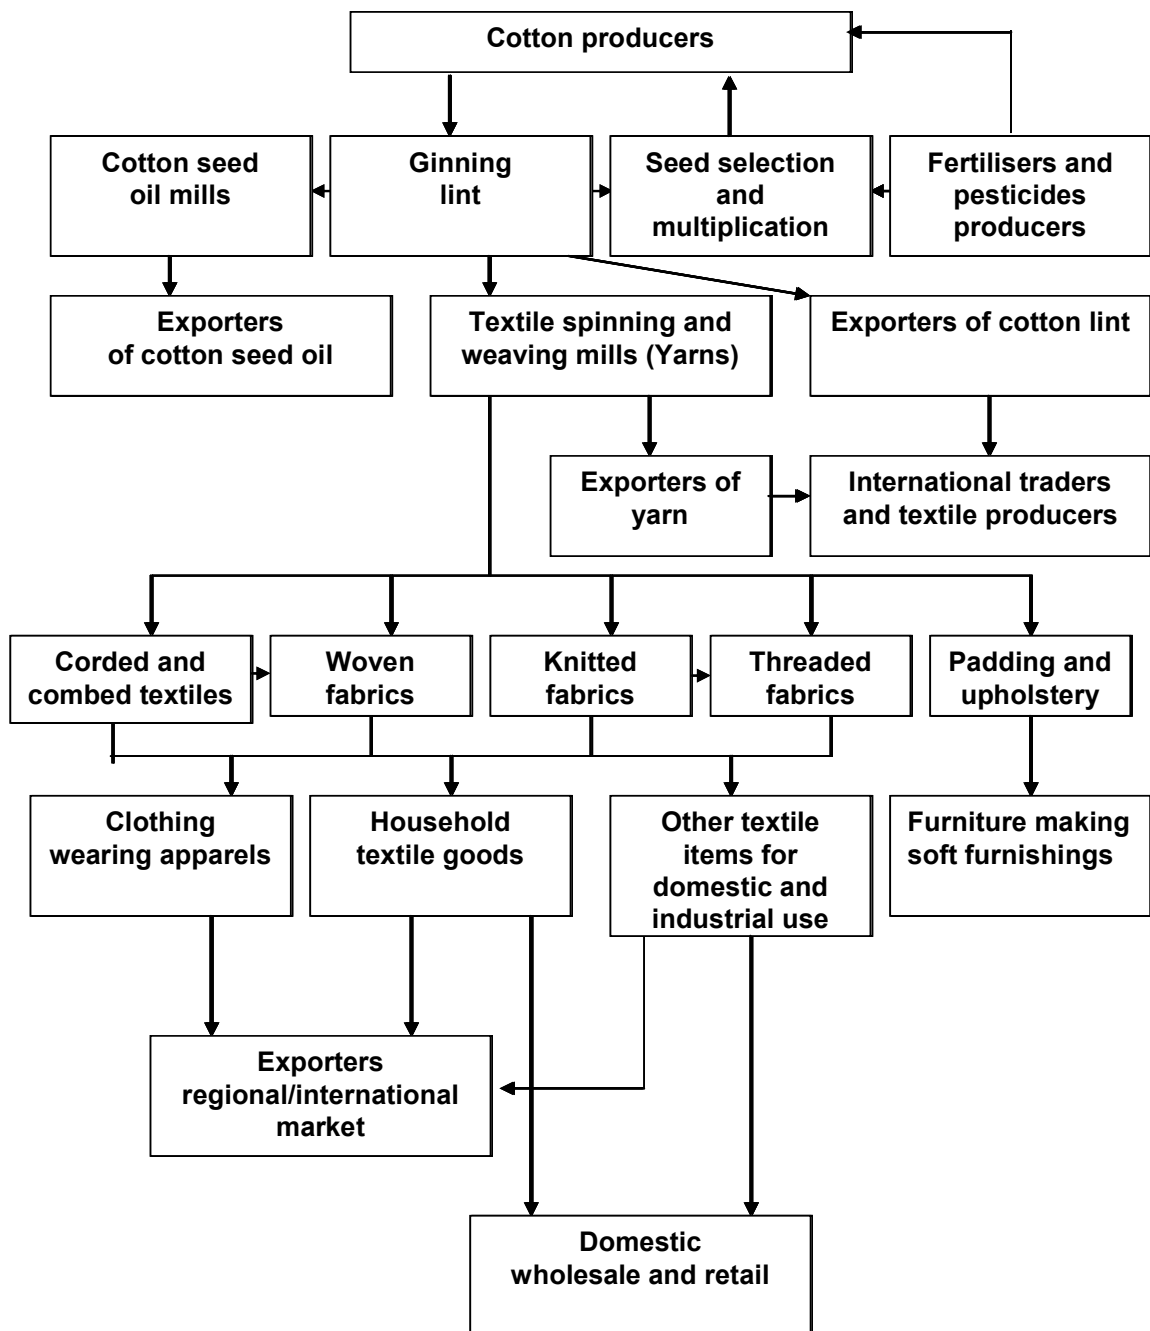 Cotton producers
Cotton seed
oil mills
Ginning
lint
Seed selection
and
multiplication
Fertilisers and
pesticides
producers
Exporters
of cotton seed oil
Textile spinning and
weaving mills (Yarns)
Exporters of cotton lint
Exporters of
yarn
International traders
and textile producers
Corded and
combed textiles
Woven
fabrics
Knitted
fabrics
Threaded
fabrics
Padding and
upholstery
Clothing
wearing apparels
Household
textile goods
Other textile
items for
domestic and
industrial use
Furniture making
soft furnishings
Exporters
regional/international
market
Domestic
wholesale and retail